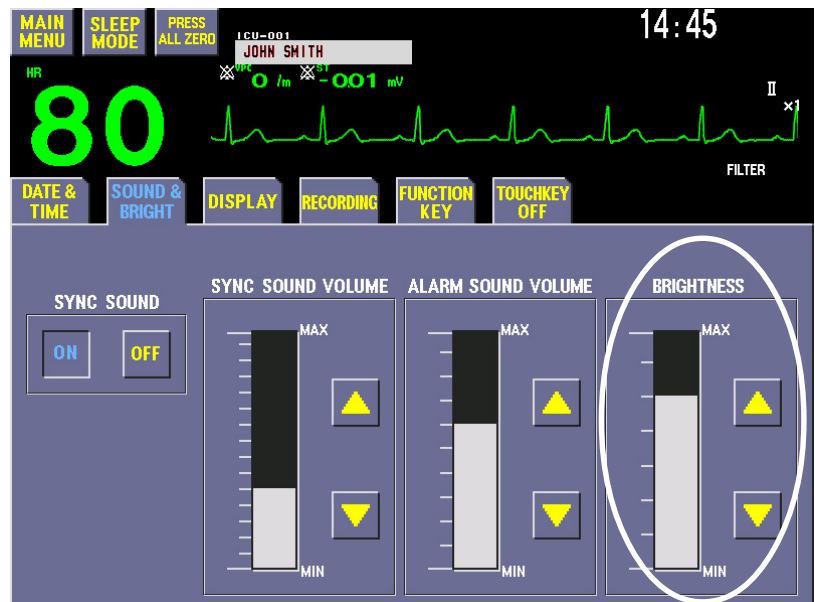 MAIN MENU
SLEEP MODE
PRESS ALL ZERO
ICU-001
JOHN SMITH
14:45
HR
80
VPC 0 /m
ST -0.01 mV
II
×1
FILTER
DATE & TIME
SOUND & BRIGHT
DISPLAY
RECORDING
FUNCTION KEY
TOUCHKEY OFF
SYNC SOUND
ON
OFF
SYNC SOUND VOLUME
MAX
MIN
ALARM SOUND VOLUME
MAX
MIN
BRIGHTNESS
MAX
MIN